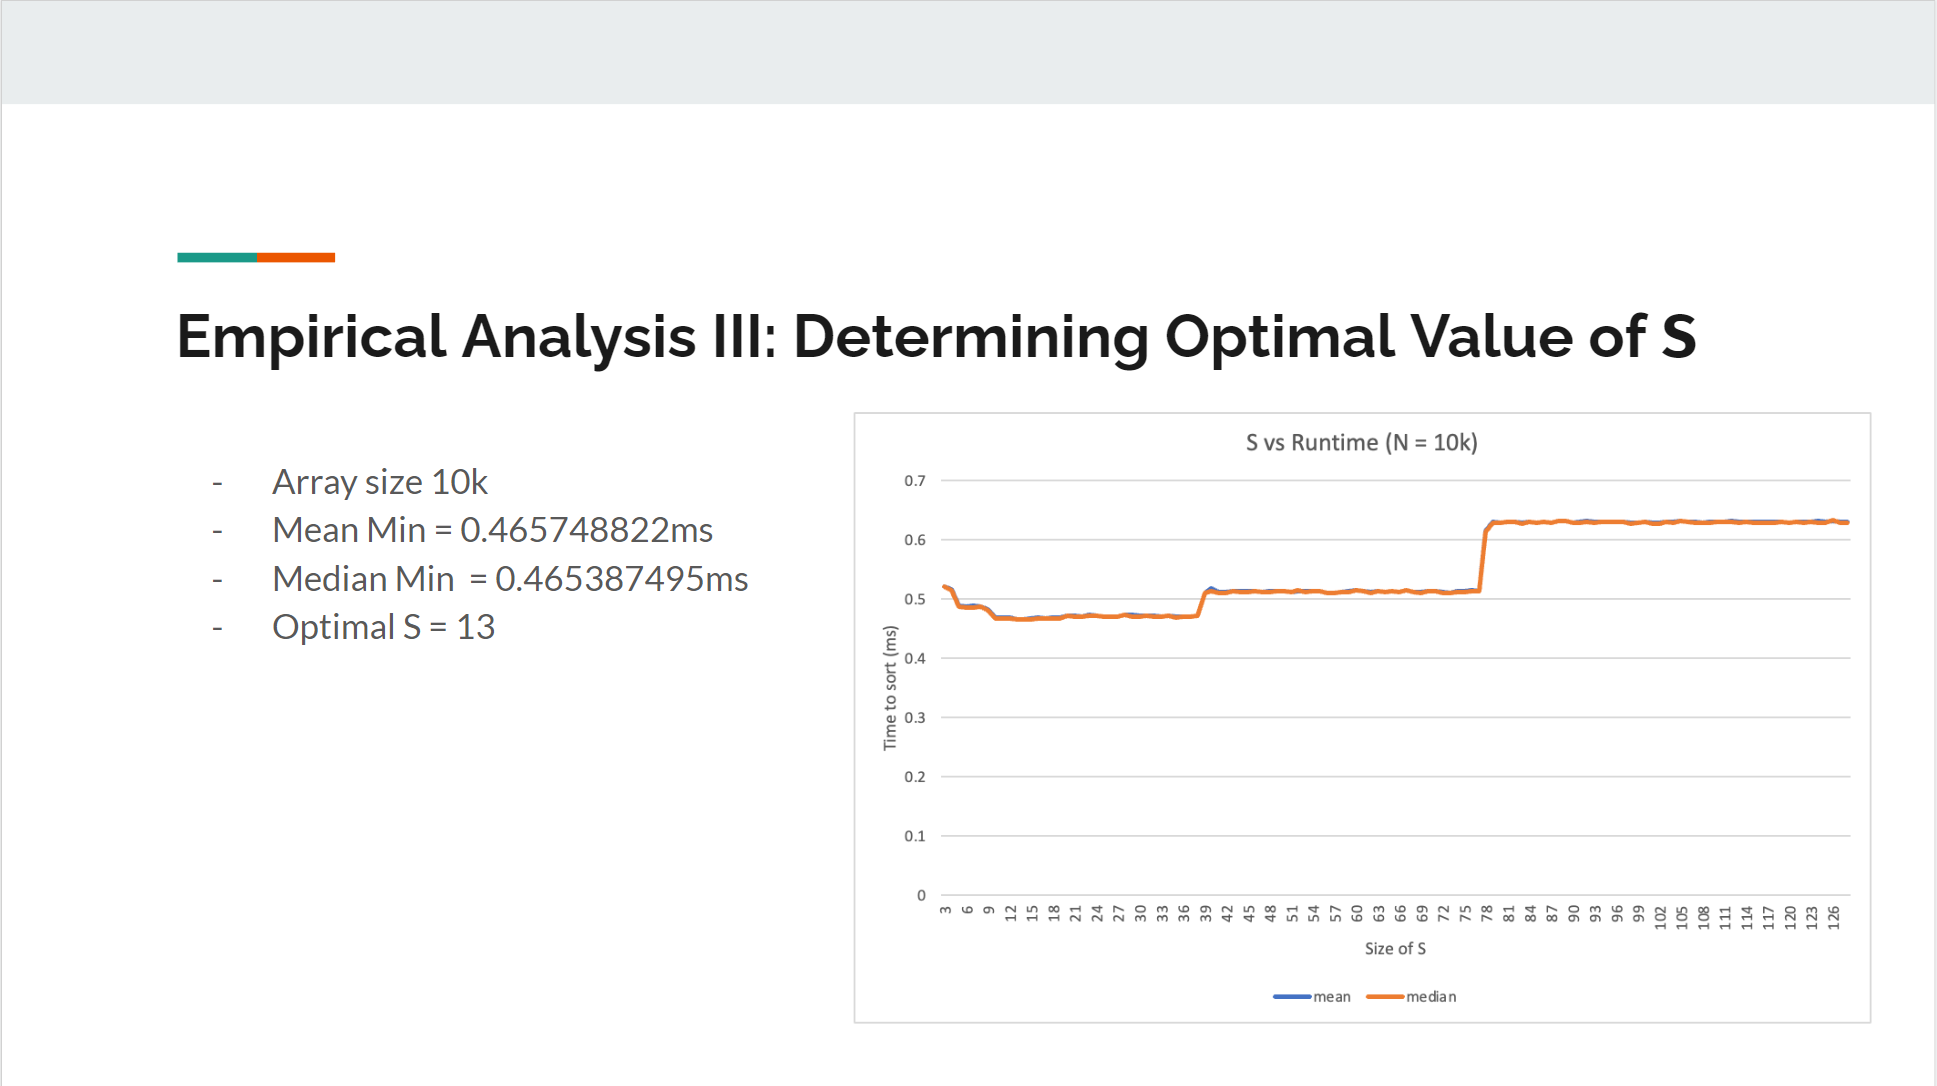 Empirical Analysis III: Determining Optimal Value of S
- Array size 10k
- Mean Min = 0.465748822ms
- Median Min  = 0.465387495ms
- Optimal S = 13
S vs Runtime (N = 10k)
0.7
0.6
0.5
0.4
0.3
0.2
0.1
0
Time to sort (ms)
3 6 9 12 15 18 21 24 27 30 33 36 39 42 45 48 51 54 57 60 63 66 69 72 75 78 81 84 87 90 93 96 99 102 105 108 111 114 117 120 123 126
Size of S
mean median